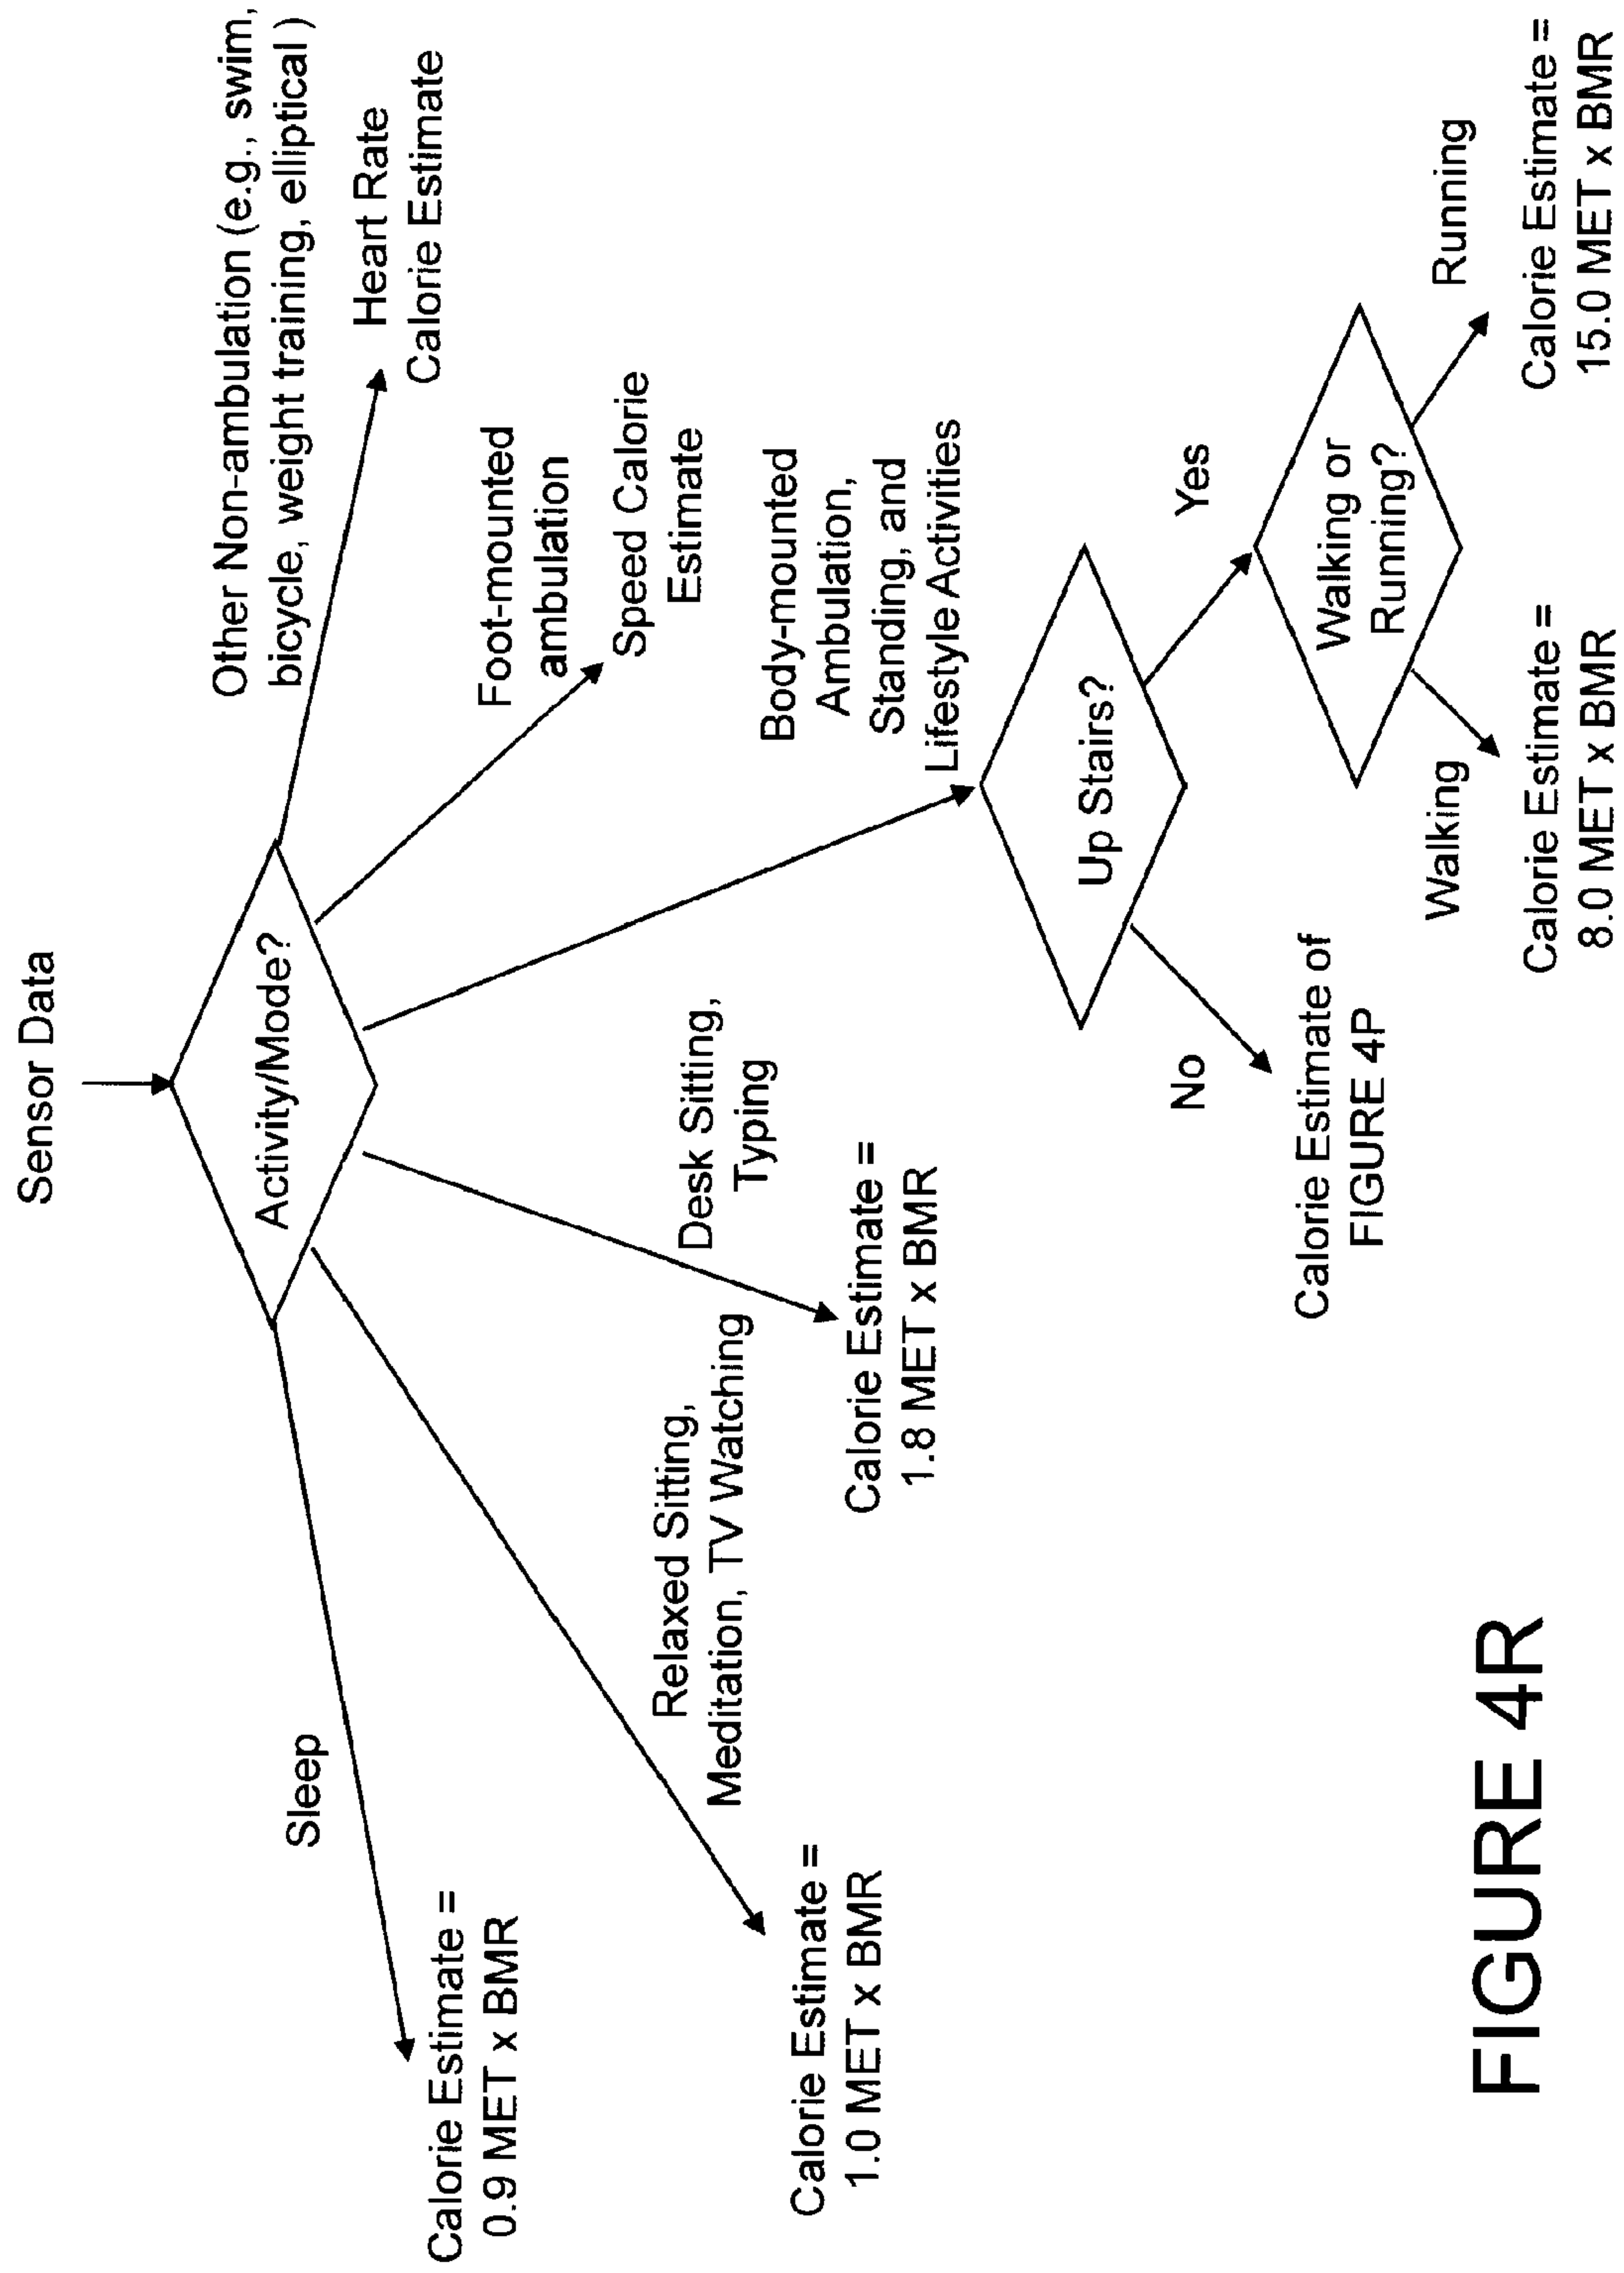 Sensor Data
Activity/Mode?
Sleep
Calorie Estimate =
0.9 MET x BMR
Relaxed Sitting,
Meditation, TV Watching
Calorie Estimate =
1.0 MET x BMR
Desk Sitting,
Typing
Calorie Estimate =
1.8 MET x BMR
Body-mounted
Ambulation,
Standing, and
Lifestyle Activities
Foot-mounted
ambulation
Speed Calorie
Estimate
Other Non-ambulation (e.g., swim,
bicycle, weight training, elliptical )
Heart Rate
Calorie Estimate
Up Stairs?
No
Calorie Estimate of
FIGURE 4P
Yes
Walking or
Running?
Walking
Calorie Estimate =
8.0 MET x BMR
Running
Calorie Estimate =
15.0 MET x BMR
FIGURE 4R